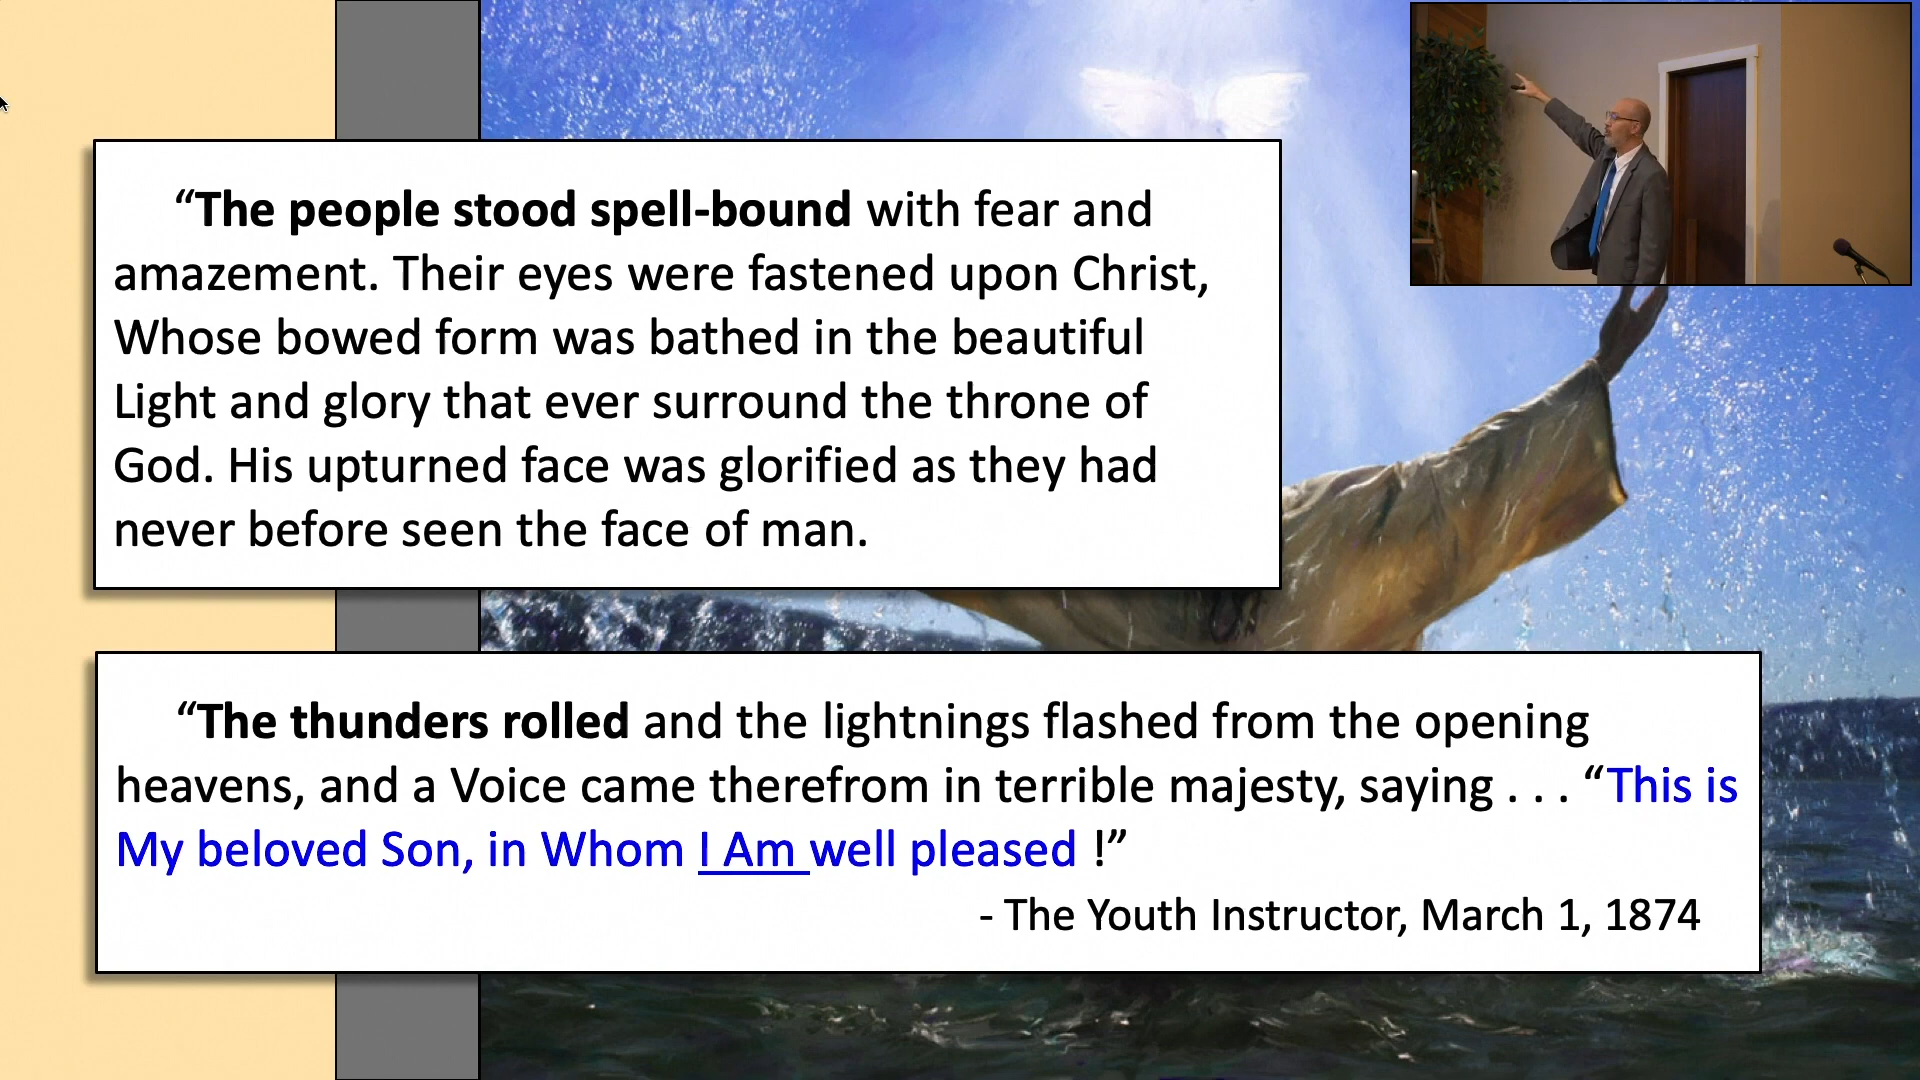 “The people stood spell-bound with fear and
amazement. Their eyes were fastened upon Christ,
Whose bowed form was bathed in the beautiful
Light and glory that ever surround the throne of
God. His upturned face was glorified as they had
never before seen the face of man.
“The thunders rolled and the lightnings flashed from the opening
heavens, and a Voice came therefrom in terrible majesty, saying . . . “This is
My beloved Son, in Whom I Am well pleased !”
- The Youth Instructor, March 1, 1874